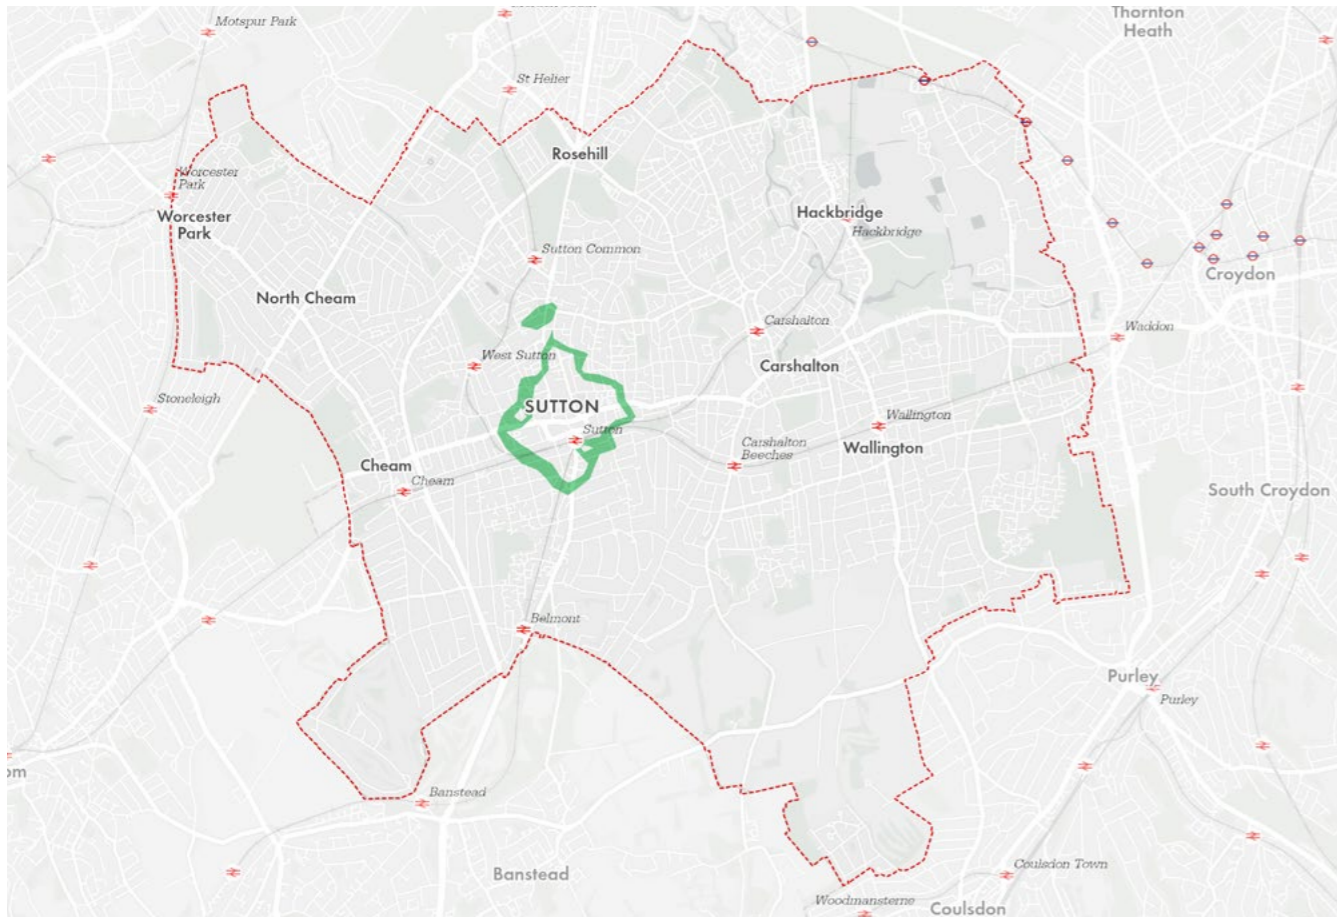 Motspur Park
Thornton
Heath
St Helier
Rosehill
Worcester
Park
Worcester
Park
Hackbridge
Hackbridge
Sutton Common
Croydon
North Cheam
Carshalton
Waddon
West Sutton
Carshalton
Stoneleigh
SUTTON
Wallington
Sutton
Carshalton
Beeches
Wallington
Cheam
Cheam
South Croydon
Belmont
Purley
Purley
om
Banstead
Banstead
Coulsdon Town
Woodmansterne
Coulsdon